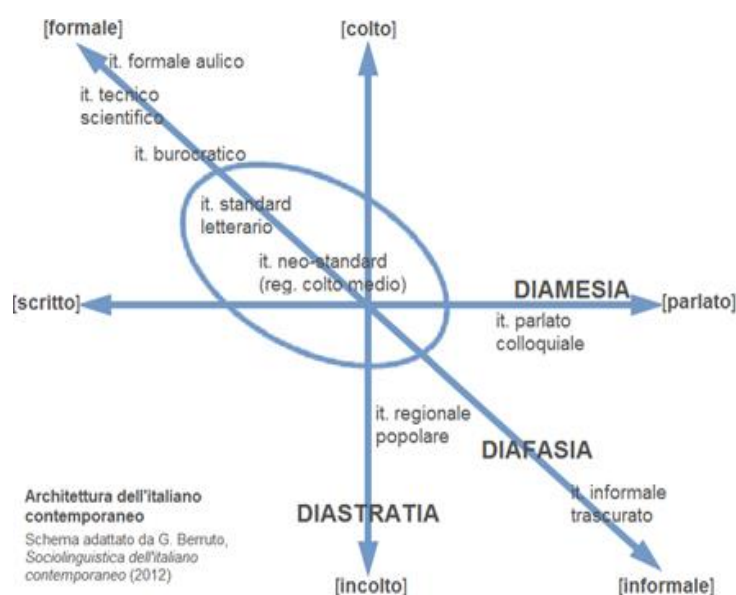 [formale]
[colto]
it. formale aulico
it. tecnico
scientifico
it. burocratico
it. standard
letterario
it. neo-standard
(reg. colto medio)
DIAMESIA
[scritto]
[parlato]
it. parlato
colloquiale
it. regionale
popolare
DIAFASIA
it. informale
trascurato
Architettura dell'italiano
contemporaneo
DIASTRATIA
Schema adattato da G. Berruto,
Sociolinguistica dell'italiano
contemporaneo (2012)
[incolto]
[informale]